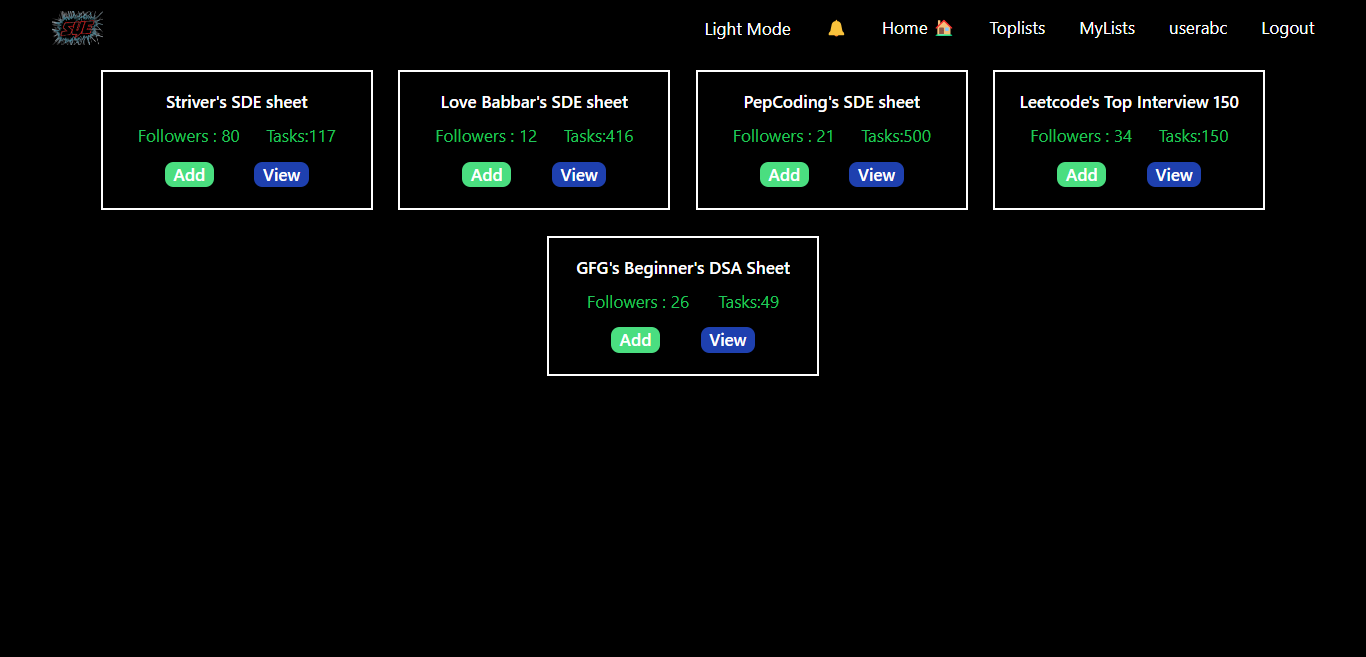 Light Mode 🔔 Home 🏠 Toplists MyLists userabc Logout
Striver's SDE sheet
Followers : 80 Tasks:117
Add View
Love Babbar's SDE sheet
Followers : 12 Tasks:416
Add View
PepCoding's SDE sheet
Followers : 21 Tasks:500
Add View
Leetcode's Top Interview 150
Followers : 34 Tasks:150
Add View
GFG's Beginner's DSA Sheet
Followers : 26 Tasks:49
Add View